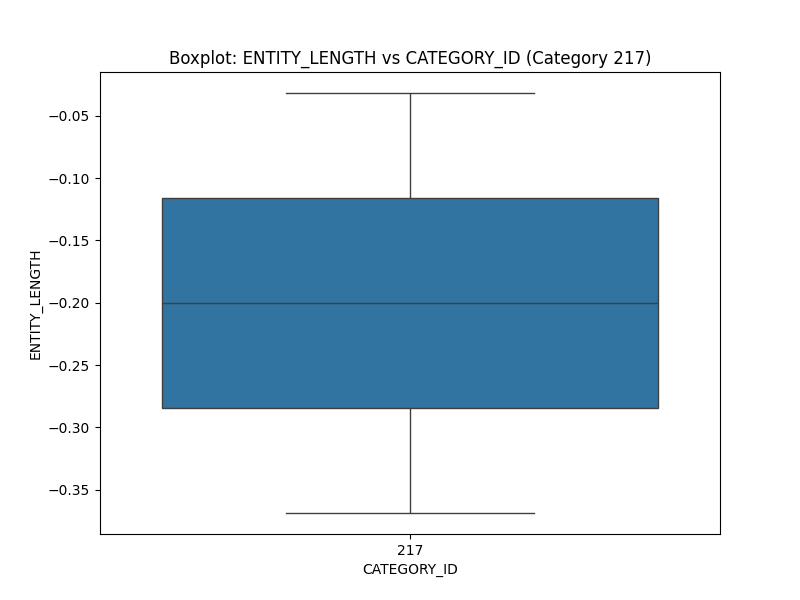 Boxplot: ENTITY_LENGTH vs CATEGORY_ID (Category 217)
−0.05
−0.10
−0.15
−0.20
−0.25
−0.30
−0.35
ENTITY_LENGTH
217
CATEGORY_ID